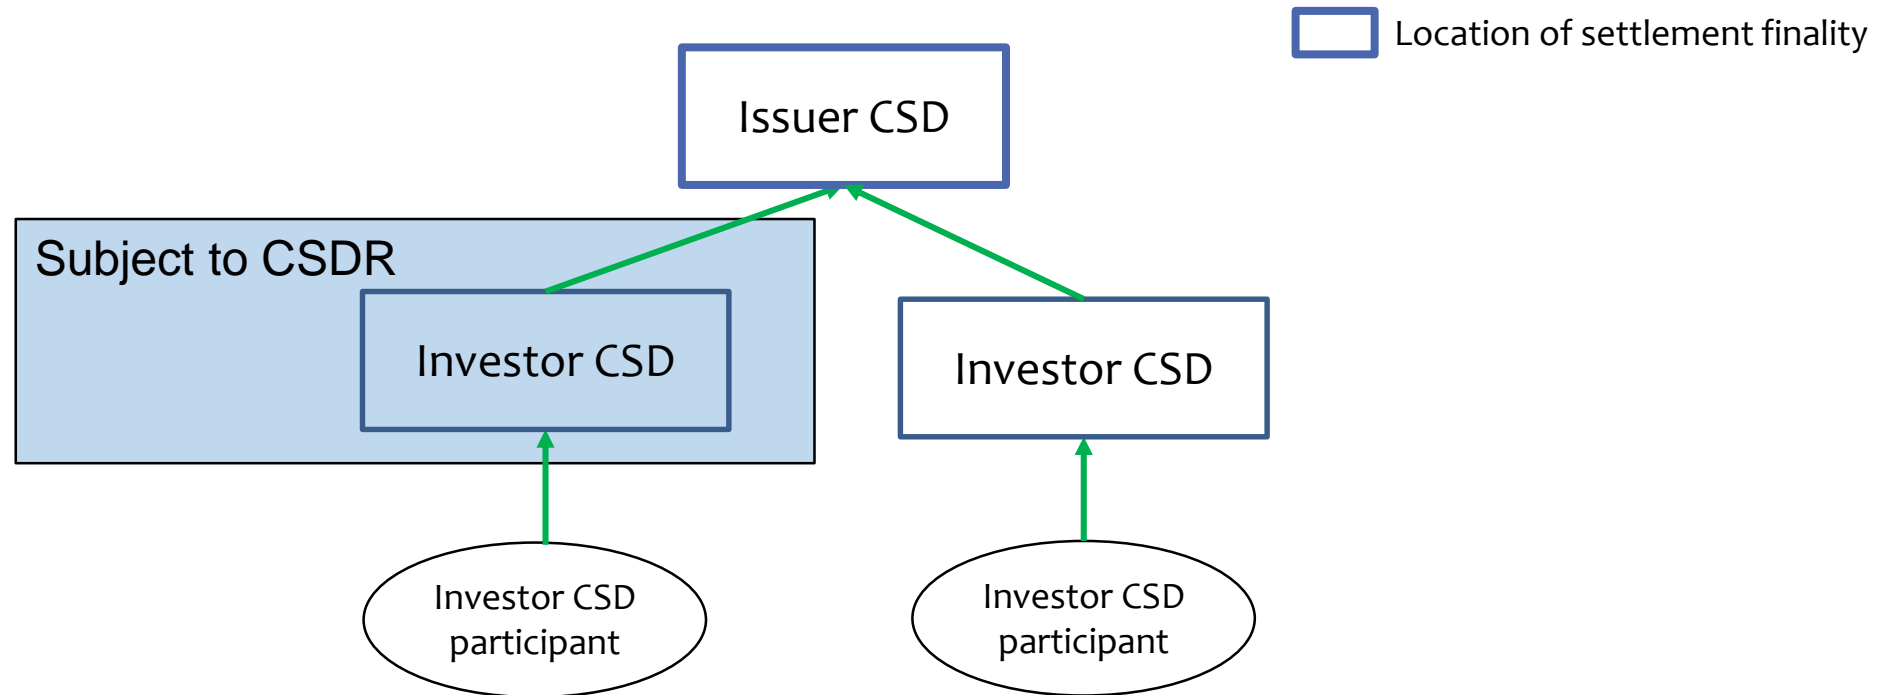 Location of settlement finality
Issuer CSD
Subject to CSDR
Investor CSD
Investor CSD
Investor CSD
participant
Investor CSD
participant